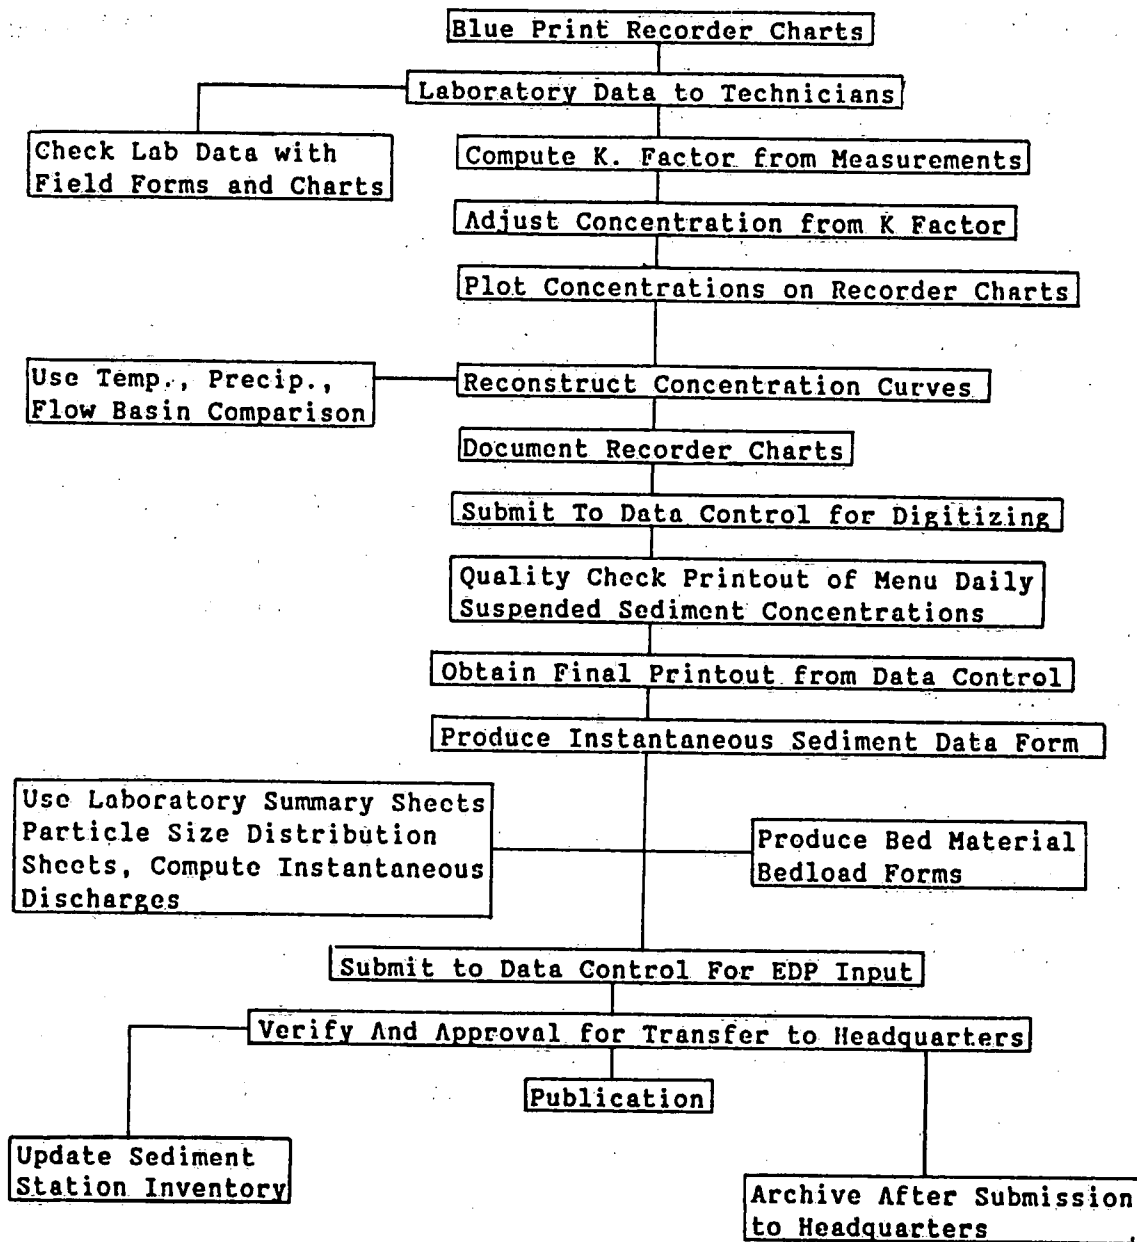 Blue Print Recorder Charts
Laboratory Data to Technicians
Check Lab Data with
Field Forms and Charts
Compute K. Factor from Measurements
Adjust Concentration from K Factor
Plot Concentrations on Recorder Charts
Use Temp., Precip.,
Flow Basin Comparison
Reconstruct Concentration Curves
Document Recorder Charts
Submit To Data Control for Digitizing
Quality Check Printout of Menu Daily
Suspended Sediment Concentrations
Obtain Final Printout from Data Control
Produce Instantaneous Sediment Data Form
Use Laboratory Summary Sheets
Particle Size Distribution
Sheets, Compute Instantaneous
Discharges
Produce Bed Material
Bedload Forms
Submit to Data Control For EDP Input
Verify And Approval for Transfer to Headquarters
Publication
Update Sediment
Station Inventory
Archive After Submission
to Headquarters